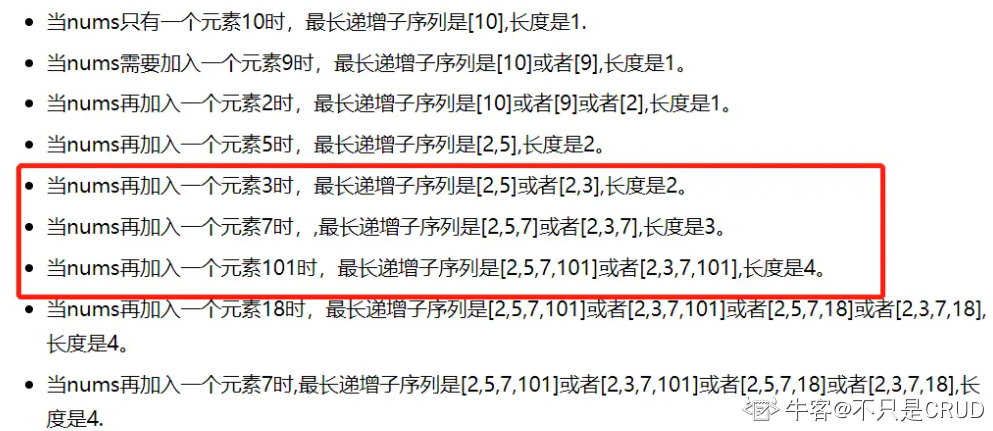 当nums只有一个元素10时，最长递增子序列是[10],长度是1.
当nums需要加入一个元素9时，最长递增子序列是[10]或者[9],长度是1。
当nums再加入一个元素2时，最长递增子序列是[10]或者[9]或者[2],长度是1。
当nums再加入一个元素5时，最长递增子序列是[2,5],长度是2。
当nums再加入一个元素3时，最长递增子序列是[2,5]或者[2,3],长度是2。
当nums再加入一个元素7时，,最长递增子序列是[2,5,7]或者[2,3,7],长度是3。
当nums再加入一个元素101时，最长递增子序列是[2,5,7,101]或者[2,3,7,101],长度是4。
当nums再加入一个元素18时，最长递增子序列是[2,5,7,101]或者[2,3,7,101]或者[2,5,7,18]或者[2,3,7,18],
长度是4。
当nums再加入一个元素7时,最长递增子序列是[2,5,7,101]或者[2,3,7,101]或者[2,5,7,18]或者[2,3,7,18],长
度是4.
牛客@不只是CRUD